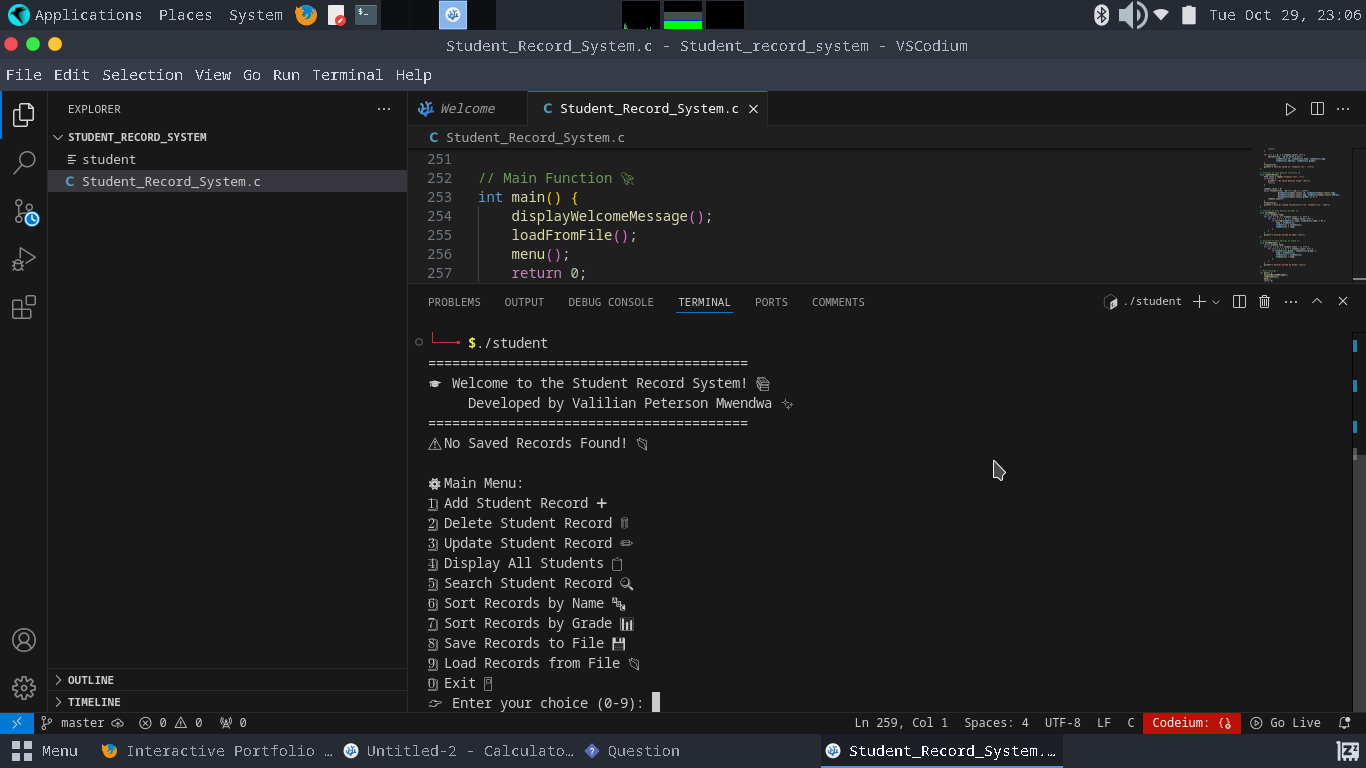 Applications Places System Tue Oct 29, 23:06
Student_Record_System.c - Student_record_system - VSCodium
File Edit Selection View Go Run Terminal Help
EXPLORER
STUDENT_RECORD_SYSTEM
student
C Student_Record_System.c
OUTLINE
TIMELINE
Welcome C Student_Record_System.c
C Student_Record_System.c
251
252 // Main Function 🚀
253 int main() {
254 displayWelcomeMessage();
255 loadFromFile();
256 menu();
257 return 0;
PROBLEMS OUTPUT DEBUG CONSOLE TERMINAL PORTS COMMENTS ./student
└──╼ $./student
========================================
🎓 Welcome to the Student Record System! 📚
Developed by Valilian Peterson Mwendwa ✨
========================================
⚠️No Saved Records Found! 📂
⚙️Main Menu:
1️⃣ Add Student Record ➕
2️⃣ Delete Student Record 🗑️
3️⃣ Update Student Record ✏️
4️⃣ Display All Students 📋
5️⃣ Search Student Record 🔍
6️⃣ Sort Records by Name 🔠
7️⃣ Sort Records by Grade 📊
8️⃣ Save Records to File 💾
9️⃣ Load Records from File 📂
0️⃣ Exit 🚪
👉 Enter your choice (0-9):
master 0 0 0 Ln 259, Col 1 Spaces: 4 UTF-8 LF C Codeium: {} Go Live
Menu Interactive Portfolio ... Untitled-2 - Calculato... Question Student_Record_System....